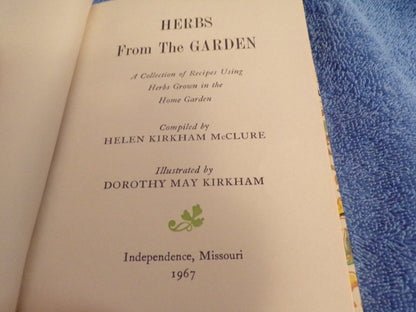 HERBS
From The GARDEN
A Collection of Recipes Using
Herbs Grown in the
Home Garden
Compiled by
HELEN KIRKHAM McCLURE
Illustrated by
DOROTHY MAY KIRKHAM
Independence, Missouri
1967